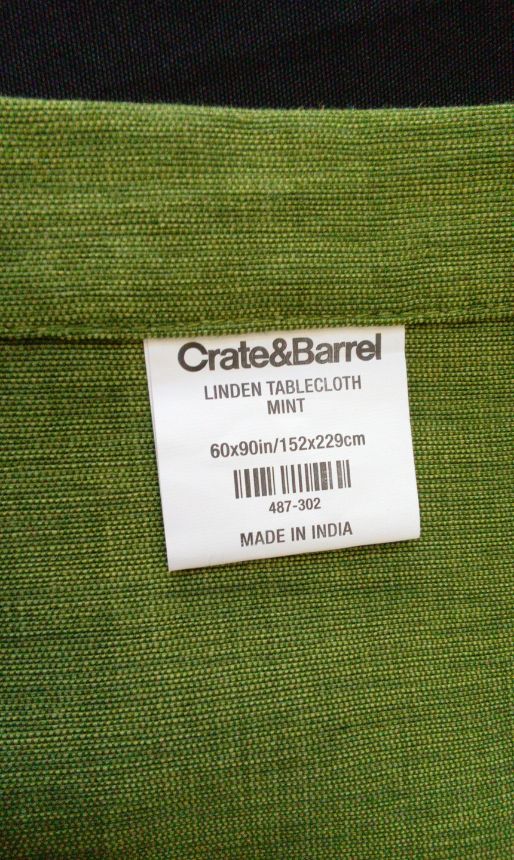 Crate&Barrel
LINDEN TABLECLOTH
MINT
60x90in/152x229cm
487-302
MADE IN INDIA